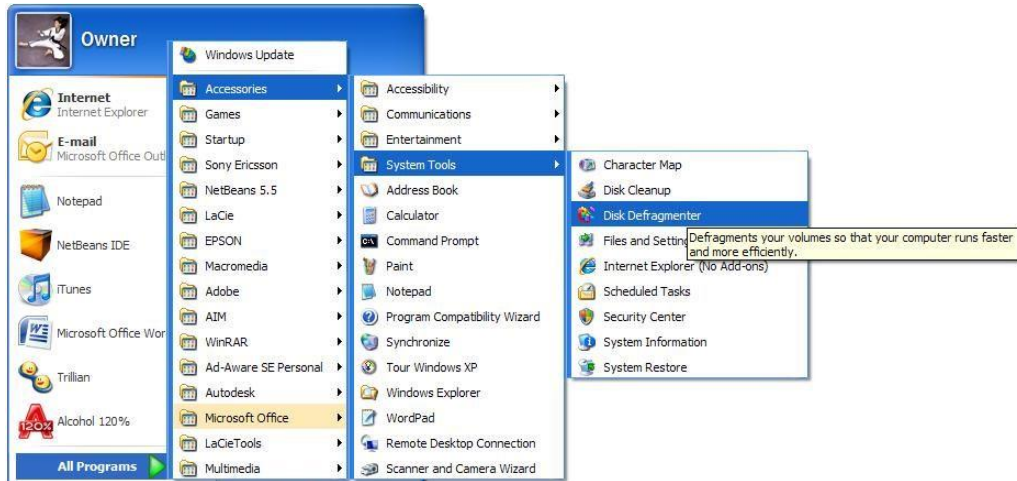 Owner
Internet
Internet Explorer
E-mail
Microsoft Office Outl
Notepad
NetBeans IDE
iTunes
Microsoft Office Wor
Trillian
120%
Alcohol 120%
All Programs
Windows Update
Accessories
Games
Startup
Sony Ericsson
NetBeans 5.5
LaCie
EPSON
Macromedia
Adobe
AIM
WinRAR
Ad-Aware SE Personal
Autodesk
Microsoft Office
LaCieTools
Multimedia
Accessibility
Communications
Entertainment
System Tools
Address Book
Calculator
Command Prompt
Paint
Notepad
Program Compatibility Wizard
Synchronize
Tour Windows XP
Windows Explorer
WordPad
Remote Desktop Connection
Scanner and Camera Wizard
Character Map
Disk Cleanup
Disk Defragmenter
Files and Setting
Defragments your volumes so that your computer runs faster
and more efficiently.
Internet Explorer (No Add-ons)
Scheduled Tasks
Security Center
System Information
System Restore